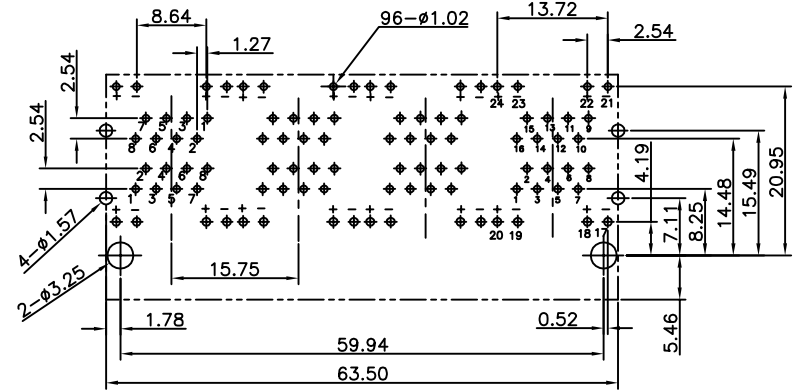 8.64
96-ø1.02
13.72
1.27
2.54
2.54
2.54
+ - + - - + + - - + + - - + 24 23 22 21
+ -
7 5 3 1 15 13 11 9
8 6 4 2 16 14 12 10
2 4 6 8 2 4 6 8
1 3 5 7 1 3 5 7
+ - + - - + + - - + + - - + + -
20 19 18 17
4-ø1.57
2-ø3.25
4.19
7.11
8.25
14.48
15.49
20.95
15.75
5.46
1.78
0.52
59.94
63.50